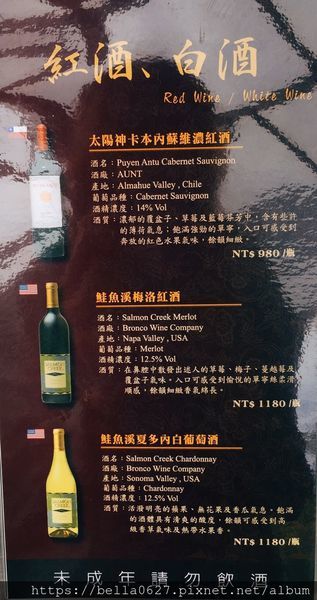 紅酒、白酒
Red Wine / White Wine
太陽神卡本內蘇維濃紅酒
酒名：Puyen Antu Cabernet Sauvignon
酒廠：AUNT
產地：Almahue Valley , Chile
葡萄品種：Cabernet Sauvignon
酒精濃度：14% Vol
酒質：濃郁的覆盆子、草莓及藍莓芬芳中，含有些許
的薄荷氣息；飽滿強勁的單寧，入口可感受到
奔放的紅色水果氣味，餘韻細緻。
NT$ 980 /瓶
鮭魚溪梅洛紅酒
酒名：Salmon Creek Merlot
酒廠：Bronco Wine Company
產地：Napa Valley , USA
葡萄品種：Merlot
酒精濃度：12.5% Vol
酒質：在鼻腔中散發出迷人的草莓、梅子、蔓越莓及
覆盆子氣味。入口可感受到愉悅的單寧絲柔滑
順感，餘韻細緻香氣綿長。
NT$ 1180 /瓶
鮭魚溪夏多內白葡萄酒
酒名：Salmon Creek Chardonnay
酒廠：Bronco Wine Company
產地：Sonoma Valley , USA
葡萄品種：Chardonnay
酒精濃度：12.5% Vol
酒質：活潑明亮的蘋果、無花果及香瓜氣息。飽滿
的酒體具有清爽的酸度，餘韻可感受到高
級香草氣味及熱帶水果香。
NT$ 1180 /瓶
未成年請勿飲酒
https://bella0627.pixnet.net/album